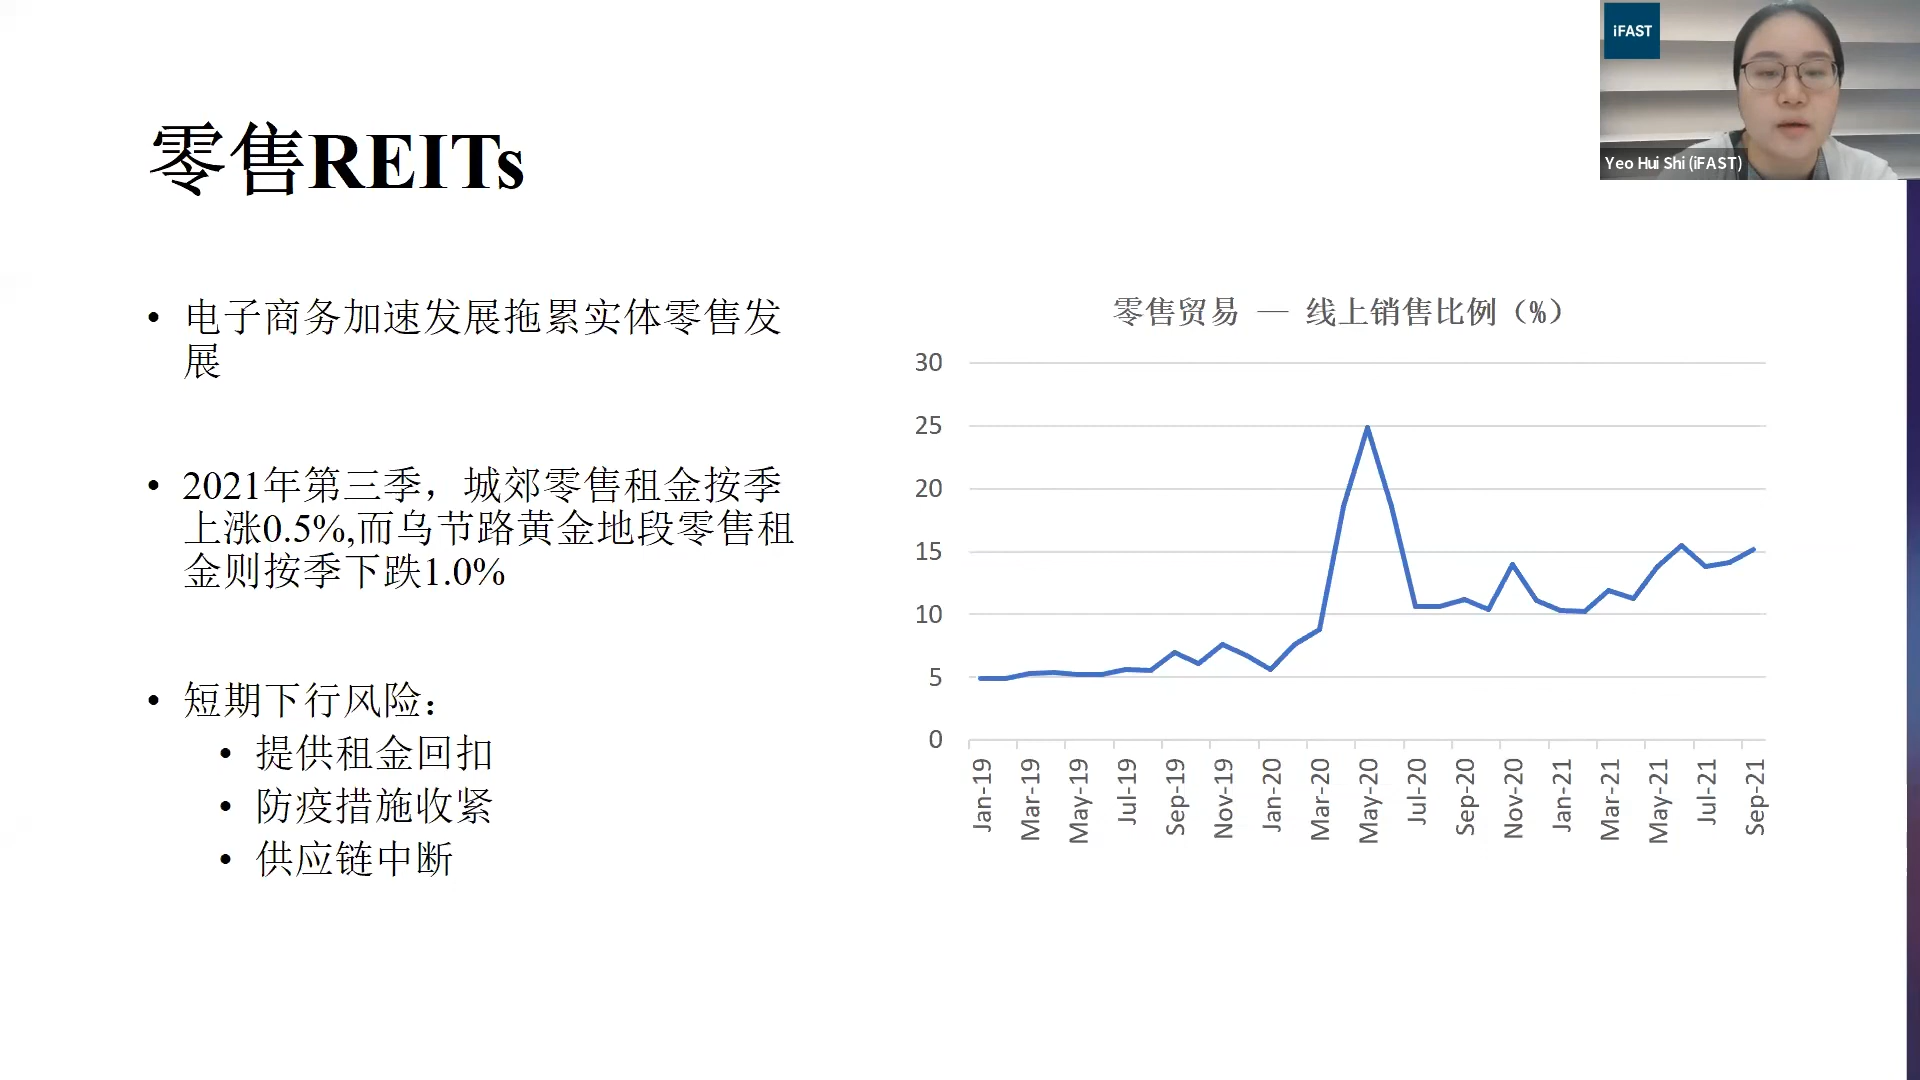 iFAST
Yeo Hui Shi (iFAST)
零售REITs
• 电子商务加速发展拖累实体零售发
展
• 2021年第三季，城郊零售租金按季
上涨0.5%,而乌节路黄金地段零售租
金则按季下跌1.0%
• 短期下行风险：
• 提供租金回扣
• 防疫措施收紧
• 供应链中断
零售贸易 — 线上销售比例（%）
30
25
20
15
10
5
0
Jan-19
Mar-19
May-19
Jul-19
Sep-19
Nov-19
Jan-20
Mar-20
May-20
Jul-20
Sep-20
Nov-20
Jan-21
Mar-21
May-21
Jul-21
Sep-21